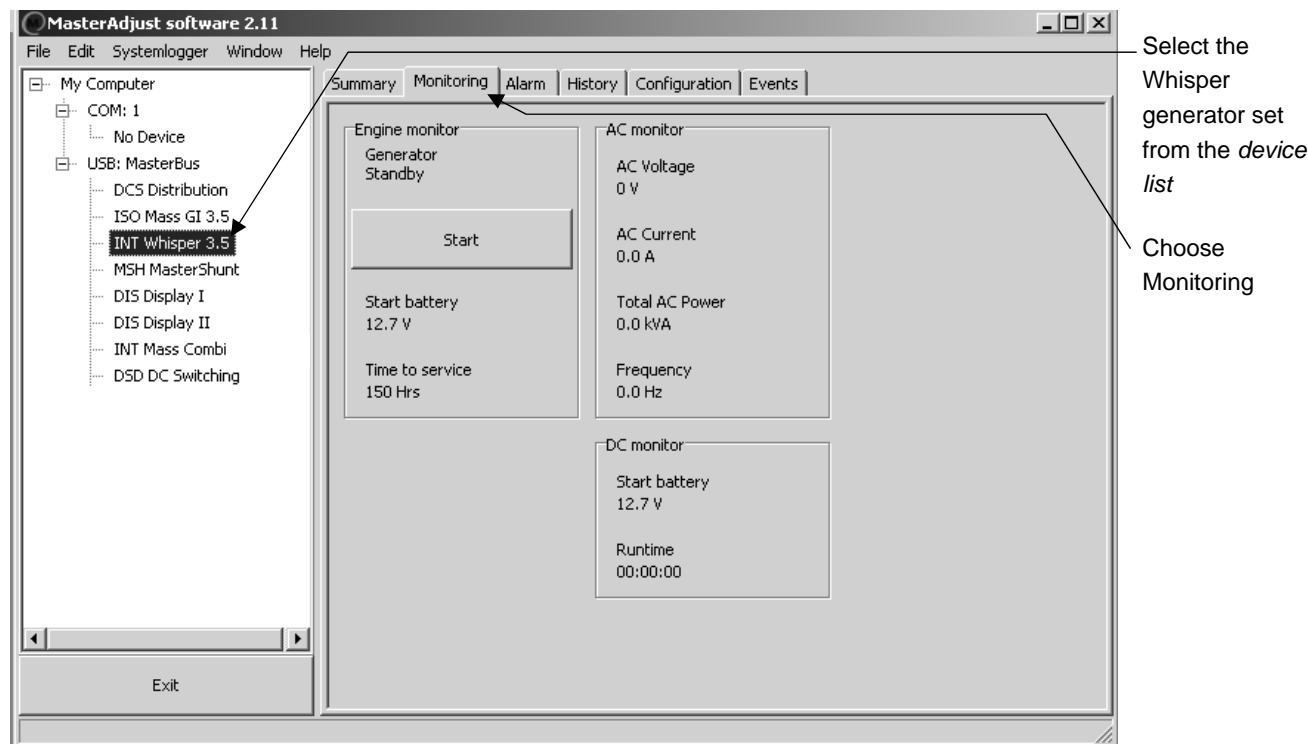 MasterAdjust software 2.11
File Edit Systemlogger Window Help
My Computer
COM: 1
No Device
USB: MasterBus
DCS Distribution
ISO Mass GI 3.5
INT Whisper 3.5
MSH MasterShunt
DIS Display I
DIS Display II
INT Mass Combi
DSD DC Switching
Exit
Summary Monitoring Alarm History Configuration Events
Engine monitor
Generator
Standby
Start
Start battery
12.7 V
Time to service
150 Hrs
AC monitor
AC Voltage
0 V
AC Current
0.0 A
Total AC Power
0.0 kVA
Frequency
0.0 Hz
DC monitor
Start battery
12.7 V
Runtime
00:00:00
Select the
Whisper
generator set
from the device
list
Choose
Monitoring